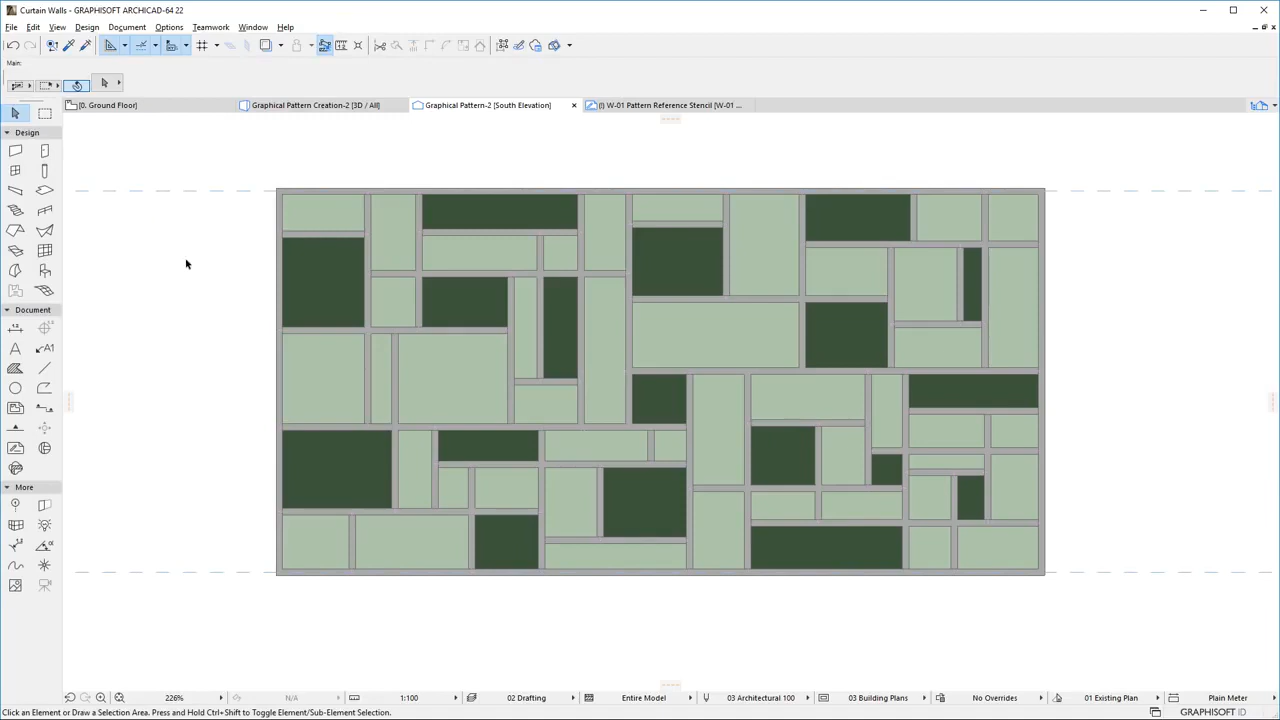 Curtain Walls - GRAPHISOFT ARCHICAD-64 22
File Edit View Design Document Options Teamwork Window Help
Main:
[0. Ground Floor]
Graphical Pattern Creation-2 [3D / All]
Graphical Pattern-2 [South Elevation]
(!) W-01 Pattern Reference Stencil [W-01 ...
Design
A
A1
Document
More
226%
N/A
1:100
02 Drafting
Entire Model
03 Architectural 100
03 Building Plans
No Overrides
01 Existing Plan
Plain Meter
Click an Element or Draw a Selection Area. Press and Hold Ctrl+Shift to Toggle Element/Sub-Element Selection.
GRAPHISOFT ID